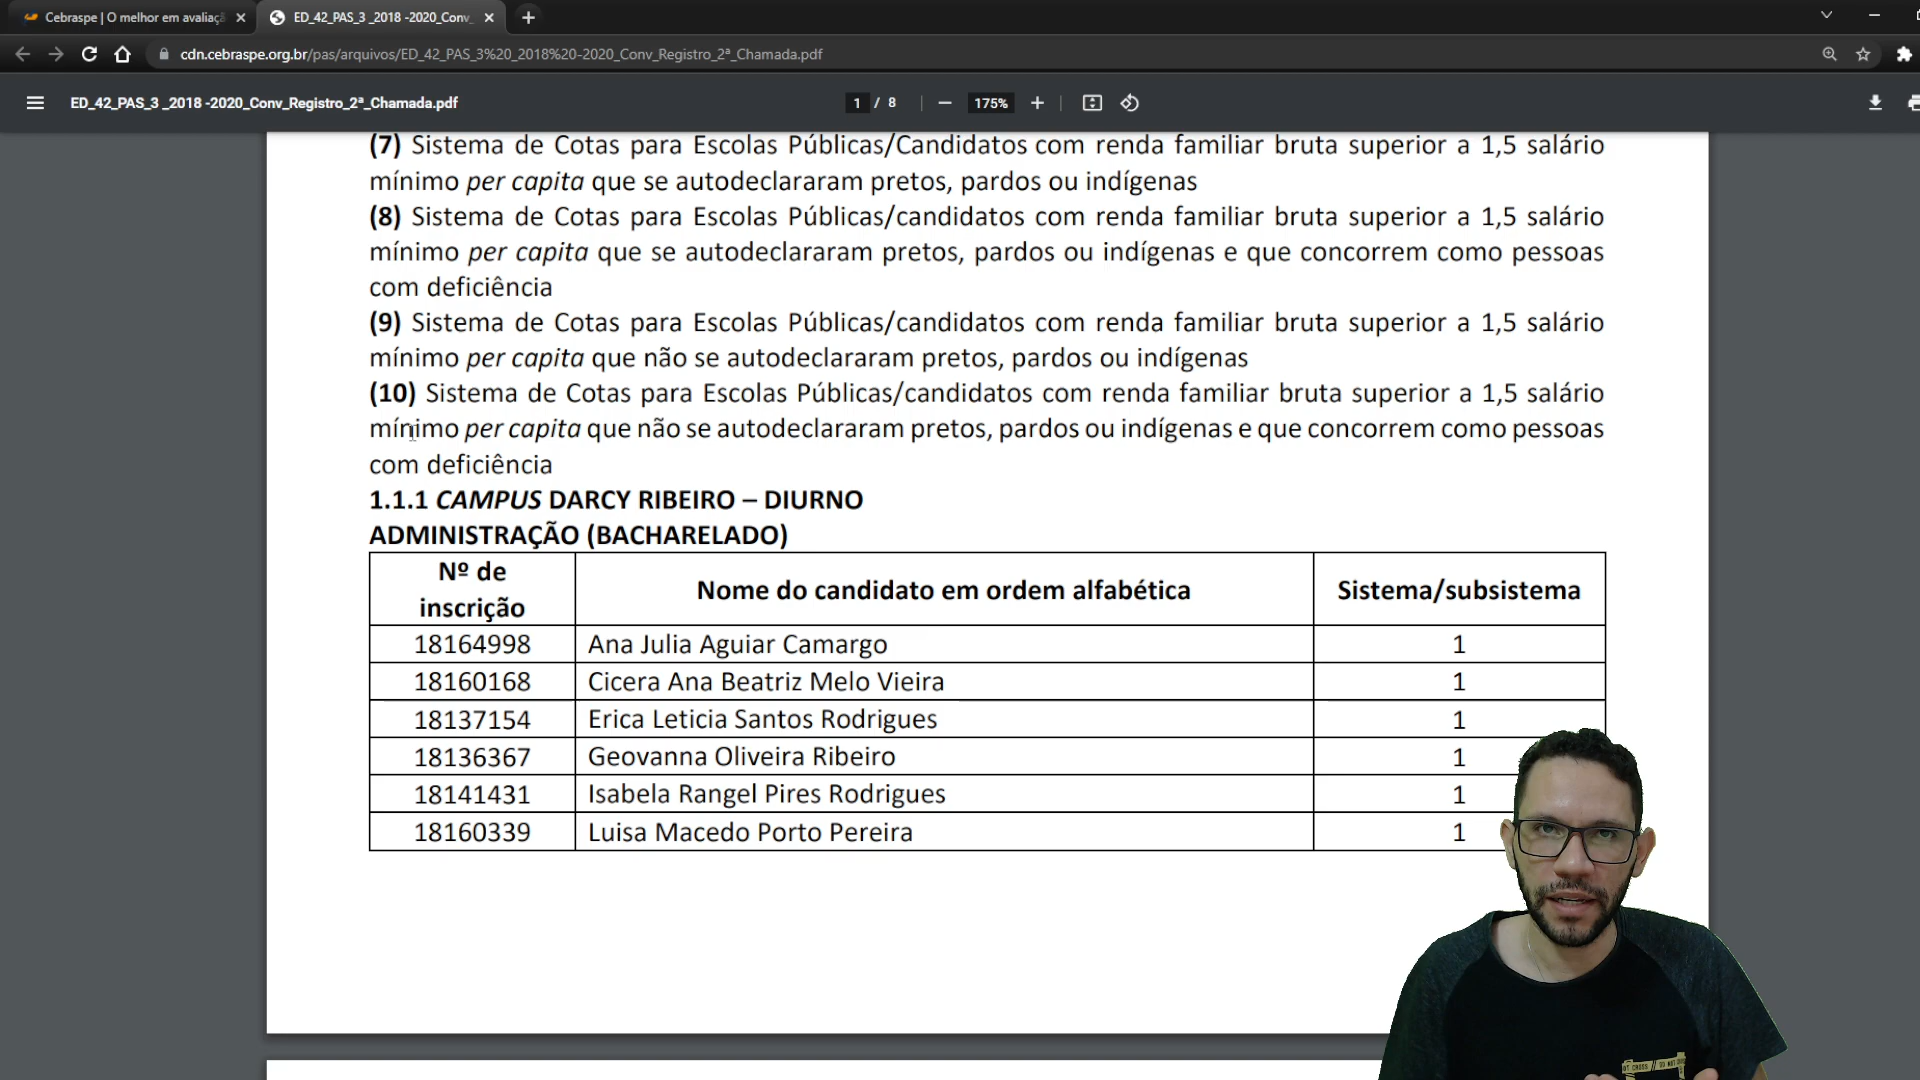 Cebraspe | O melhor em avaliaçã
ED_42_PAS_3 _2018 -2020_Conv_
cdn.cebraspe.org.br/pas/arquivos/ED_42_PAS_3%20_2018%20-2020_Conv_Registro_2ª_Chamada.pdf
ED_42_PAS_3 _2018 -2020_Conv_Registro_2ª_Chamada.pdf
1 / 8
175%
(7) Sistema de Cotas para Escolas Públicas/Candidatos com renda familiar bruta superior a 1,5 salário
mínimo per capita que se autodeclararam pretos, pardos ou indígenas
(8) Sistema de Cotas para Escolas Públicas/candidatos com renda familiar bruta superior a 1,5 salário
mínimo per capita que se autodeclararam pretos, pardos ou indígenas e que concorrem como pessoas
com deficiência
(9) Sistema de Cotas para Escolas Públicas/candidatos com renda familiar bruta superior a 1,5 salário
mínimo per capita que não se autodeclararam pretos, pardos ou indígenas
(10) Sistema de Cotas para Escolas Públicas/candidatos com renda familiar bruta superior a 1,5 salário
mínimo per capita que não se autodeclararam pretos, pardos ou indígenas e que concorrem como pessoas
com deficiência
1.1.1 CAMPUS DARCY RIBEIRO – DIURNO
ADMINISTRAÇÃO (BACHARELADO)
Nº de
inscrição
Nome do candidato em ordem alfabética
Sistema/subsistema
18164998 Ana Julia Aguiar Camargo 1
18160168 Cicera Ana Beatriz Melo Vieira 1
18137154 Erica Leticia Santos Rodrigues 1
18136367 Geovanna Oliveira Ribeiro 1
18141431 Isabela Rangel Pires Rodrigues 1
18160339 Luisa Macedo Porto Pereira 1